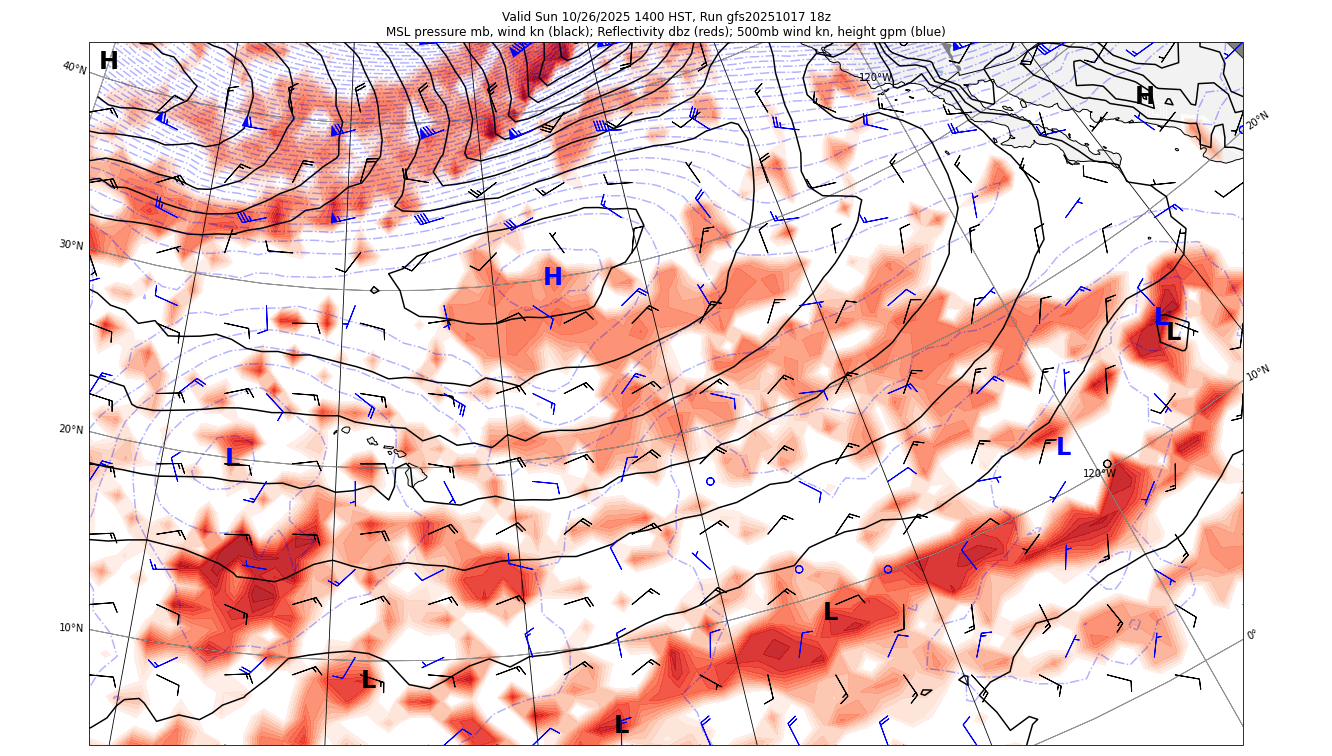 Valid Sun 10/26/2025 1400 HST, Run gfs20251017 18z
MSL pressure mb, wind kn (black); Reflectivity dbz (reds); 500mb wind kn, height gpm (blue)
H
40°N
120°W
H
20°N
30°N
H
L
L
10°N
20°N
L
L
120°W
10°N
L
0°
L
L